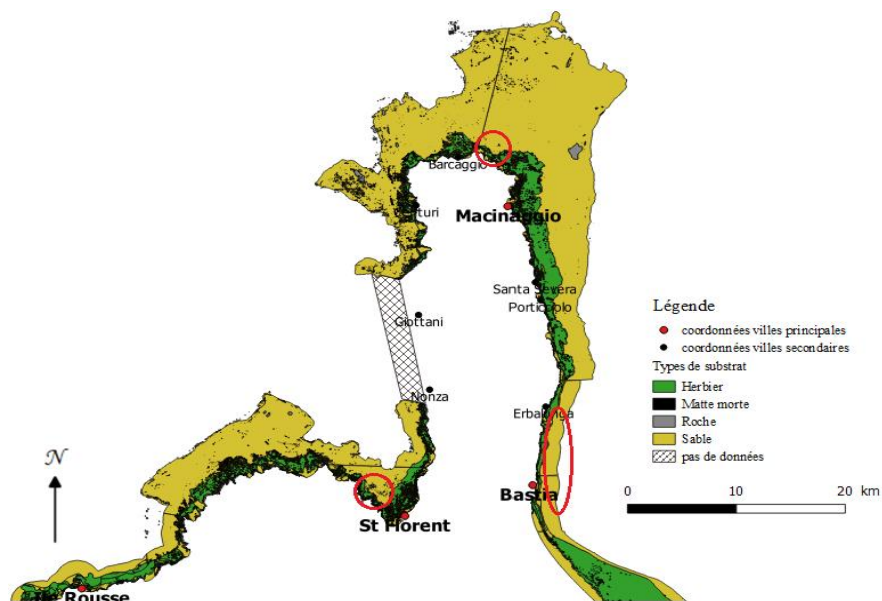 Barcaggio
Macinaggio
Santa Severa
Porticciolo
Giottani
Nonza
Erbalunga
Bastia
St Florent
Rousse
N
Légende
coordonnées villes principales
coordonnées villes secondaires
Types de substrat
Herbier
Matte morte
Roche
Sable
pas de données
0 10 20 km